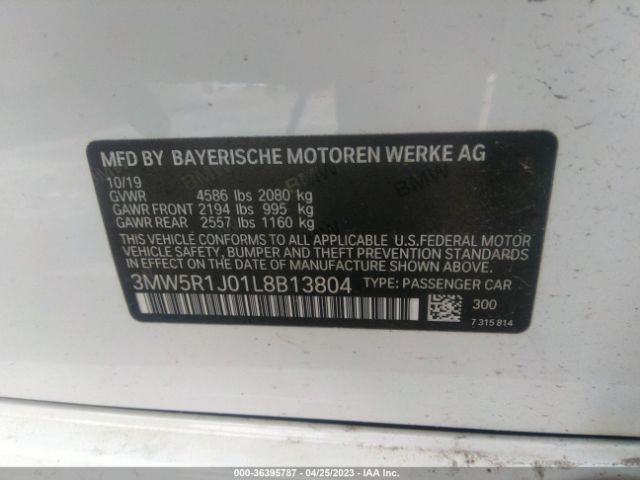 MFD BY BAYERISCHE MOTOREN WERKE AG
10/19
GVWR 4586 lbs 2080 kg
GAWR FRONT 2194 lbs 995 kg
GAWR REAR 2557 lbs 1160 kg
THIS VEHICLE CONFORMS TO ALL APPLICABLE U.S.FEDERAL MOTOR
VEHICLE SAFETY, BUMPER, AND THEFT PREVENTION STANDARDS
IN EFFECT ON THE DATE OF MANUFACTURE SHOWN ABOVE.
3MW5R1J01L8B13804 TYPE: PASSENGER CAR
300
7 315 814
000-36395787 - 04/25/2023 - IAAI.COM